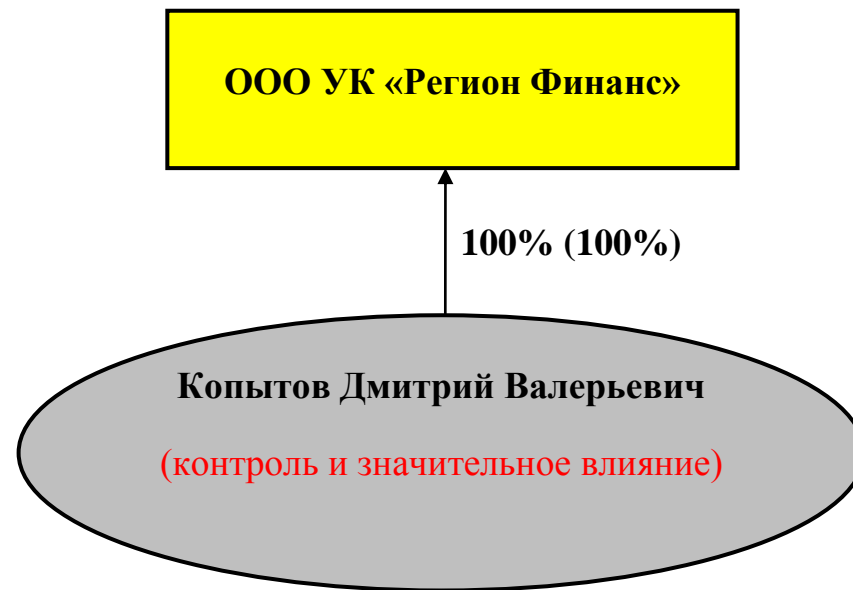 ООО УК «Регион Финанс»
100% (100%)
Копытов Дмитрий Валерьевич
(контроль и значительное влияние)